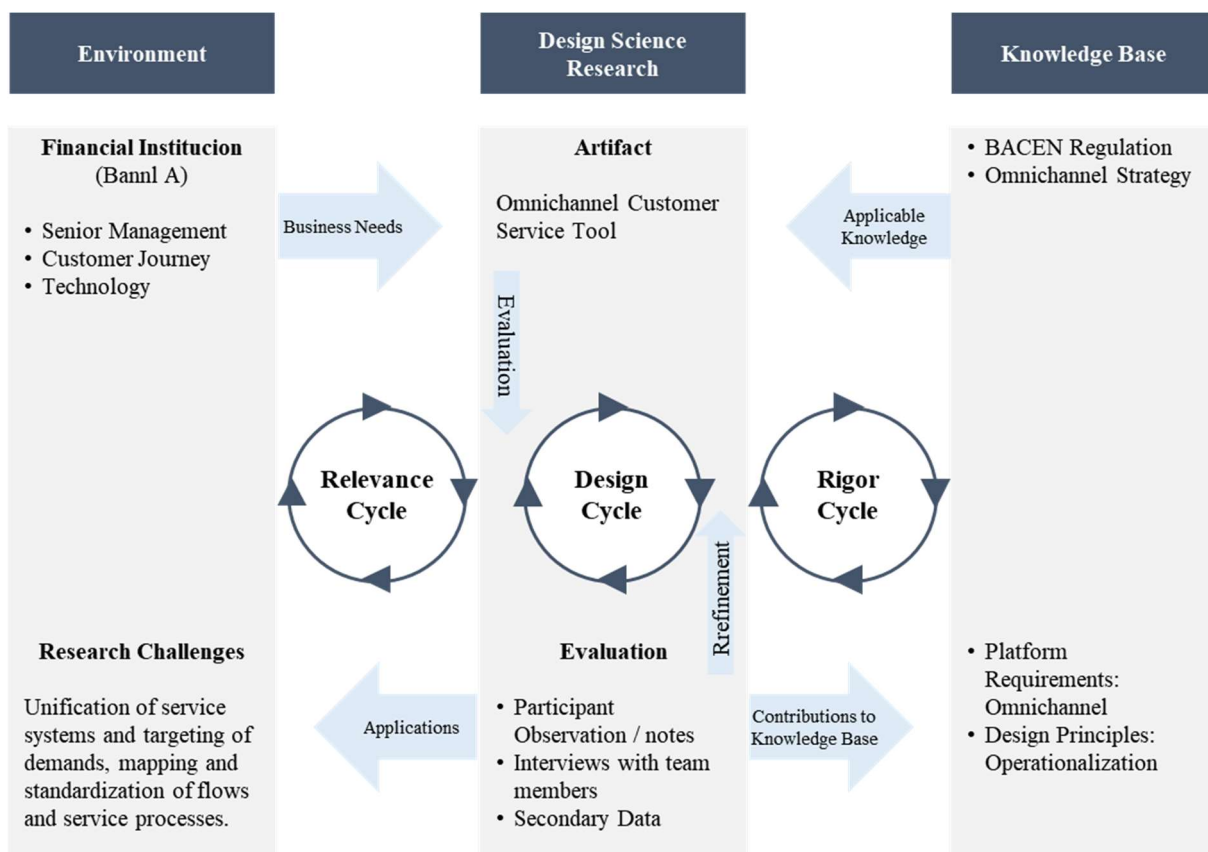 Environment
Design Science
Research
Knowledge Base
Financial Institucion
(Bannl A)
• Senior Management
• Customer Journey
• Technology
Business Needs
Artifact
Omnichannel Customer
Service Tool
Applicable
Knowledge
• BACEN Regulation
• Omnichannel Strategy
Evaluation
Relevance
Cycle
Design
Cycle
Rigor
Cycle
Rrefinement
Research Challenges
Unification of service
systems and targeting of
demands, mapping and
standardization of flows
and service processes.
Applications
Evaluation
• Participant
Observation / notes
• Interviews with team
members
• Secondary Data
Contributions to
Knowledge Base
• Platform
Requirements:
Omnichannel
• Design Principles:
Operationalization